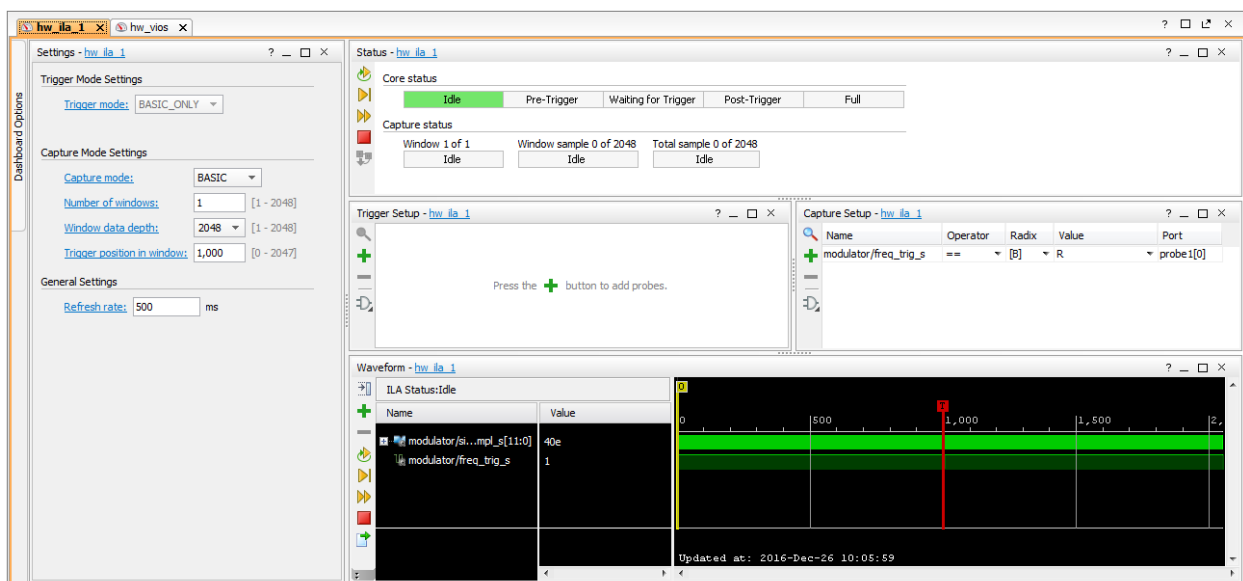 hw_ila_1 hw_vios
Dashboard Options
Settings - hw_ila_1
Trigger Mode Settings
Trigger mode: BASIC_ONLY
Capture Mode Settings
Capture mode: BASIC
Number of windows: 1 [1 - 2048]
Window data depth: 2048 [1 - 2048]
Trigger position in window: 1,000 [0 - 2047]
General Settings
Refresh rate: 500 ms
Status - hw_ila_1
Core status
Idle Pre-Trigger Waiting for Trigger Post-Trigger Full
Capture status
Window 1 of 1 Window sample 0 of 2048 Total sample 0 of 2048
Idle Idle Idle
Trigger Setup - hw_ila_1
Press the + button to add probes.
Capture Setup - hw_ila_1
Name Operator Radix Value Port
modulator/freq_trig_s == [B] R probe1[0]
Waveform - hw_ila_1
ILA Status:Idle
Name Value
modulator/si...mpl_s[11:0] 40e
modulator/freq_trig_s 1
0
T
0 500 1,000 1,500 2,
Updated at: 2016-Dec-26 10:05:59